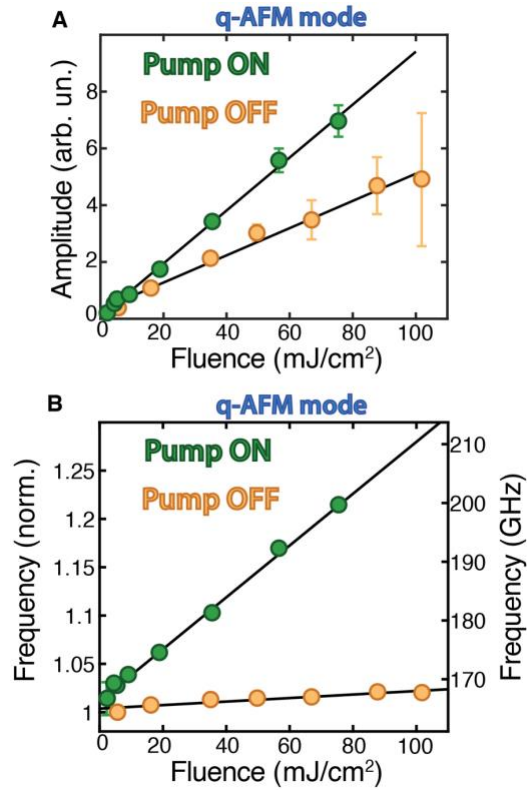 A
q-AFM mode
Pump ON
Pump OFF
Amplitude (arb. un.)
8
6
4
2
0
0 20 40 60 80 100
Fluence (mJ/cm²)
B
q-AFM mode
Pump ON
Pump OFF
Frequency (norm.)
1.25
1.2
1.15
1.1
1.05
1
Frequency (GHz)
210
200
190
180
170
0 20 40 60 80 100
Fluence (mJ/cm²)